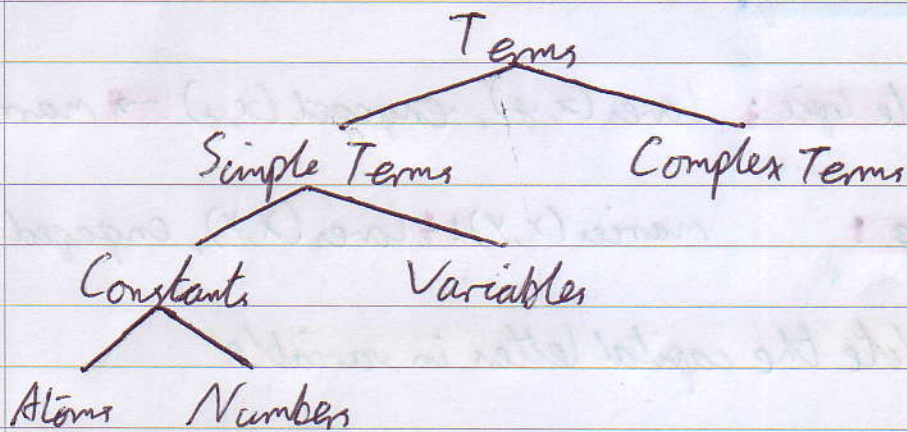 Terms
Simple Terms Complex Terms
Constants Variables
Atoms Numbers